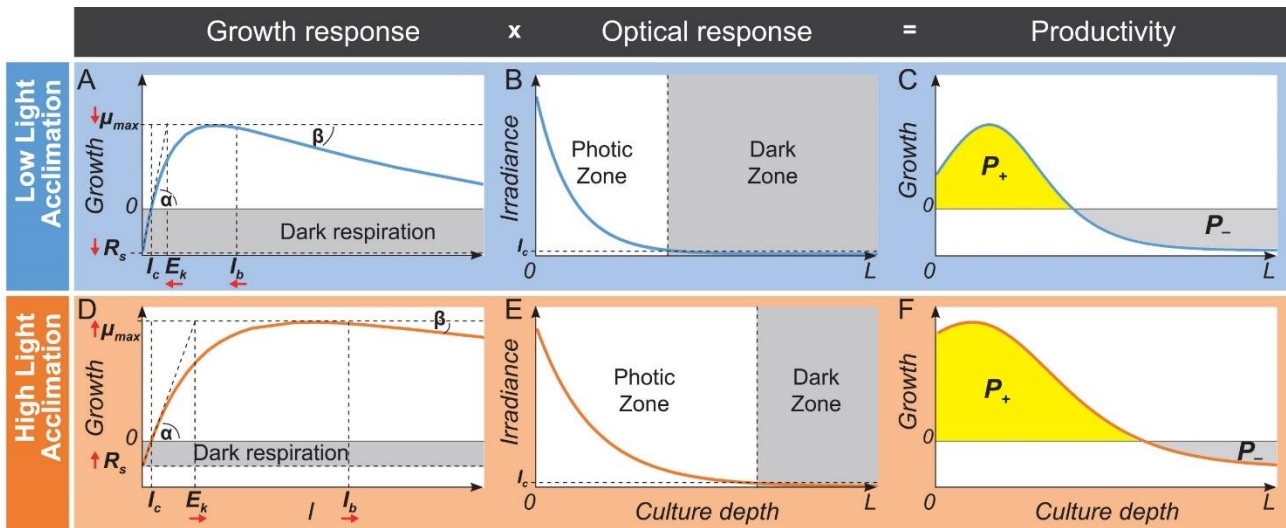 Growth response x Optical response = Productivity
Low Light
Acclimation
A
↓μmax
Growth
0
↓Rs
α
β
Dark respiration
Ic Ek Ib
B
Irradiance
Photic
Zone
Dark
Zone
Ic
0
L
C
Growth
0
P+
P−
0
L
High Light
Acclimation
D
↑μmax
Growth
0
↑Rs
α
β
Dark respiration
Ic Ek I Ib
E
Irradiance
Photic
Zone
Dark
Zone
Ic
0
Culture depth
L
F
Growth
0
P+
P−
0
Culture depth
L